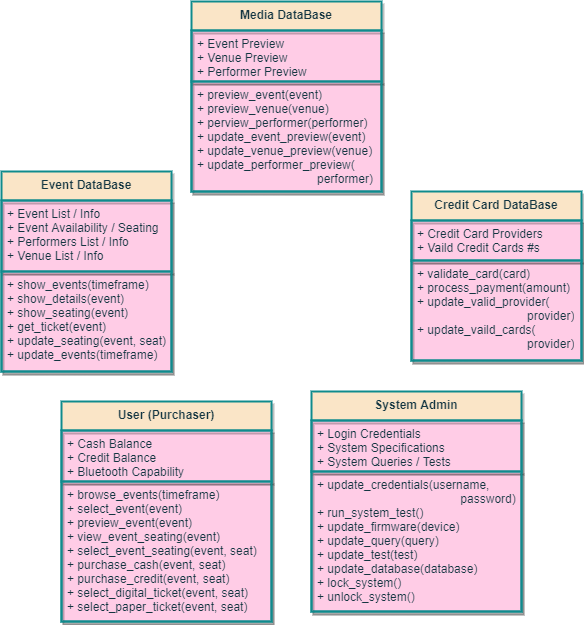 Media DataBase
+ Event Preview
+ Venue Preview
+ Performer Preview
+ preview_event(event)
+ preview_venue(venue)
+ perview_performer(performer)
+ update_event_preview(event)
+ update_venue_preview(venue)
+ update_performer_preview(
performer)
Event DataBase
+ Event List / Info
+ Event Availability / Seating
+ Performers List / Info
+ Venue List / Info
+ show_events(timeframe)
+ show_details(event)
+ show_seating(event)
+ get_ticket(event)
+ update_seating(event, seat)
+ update_events(timeframe)
Credit Card DataBase
+ Credit Card Providers
+ Vaild Credit Cards #s
+ validate_card(card)
+ process_payment(amount)
+ update_valid_provider(
provider)
+ update_vaild_cards(
provider)
User (Purchaser)
+ Cash Balance
+ Credit Balance
+ Bluetooth Capability
+ browse_events(timeframe)
+ select_event(event)
+ preview_event(event)
+ view_event_seating(event)
+ select_event_seating(event, seat)
+ purchase_cash(event, seat)
+ purchase_credit(event, seat)
+ select_digital_ticket(event, seat)
+ select_paper_ticket(event, seat)
System Admin
+ Login Credentials
+ System Specifications
+ System Queries / Tests
+ update_credentials(username,
password)
+ run_system_test()
+ update_firmware(device)
+ update_query(query)
+ update_test(test)
+ update_database(database)
+ lock_system()
+ unlock_system()